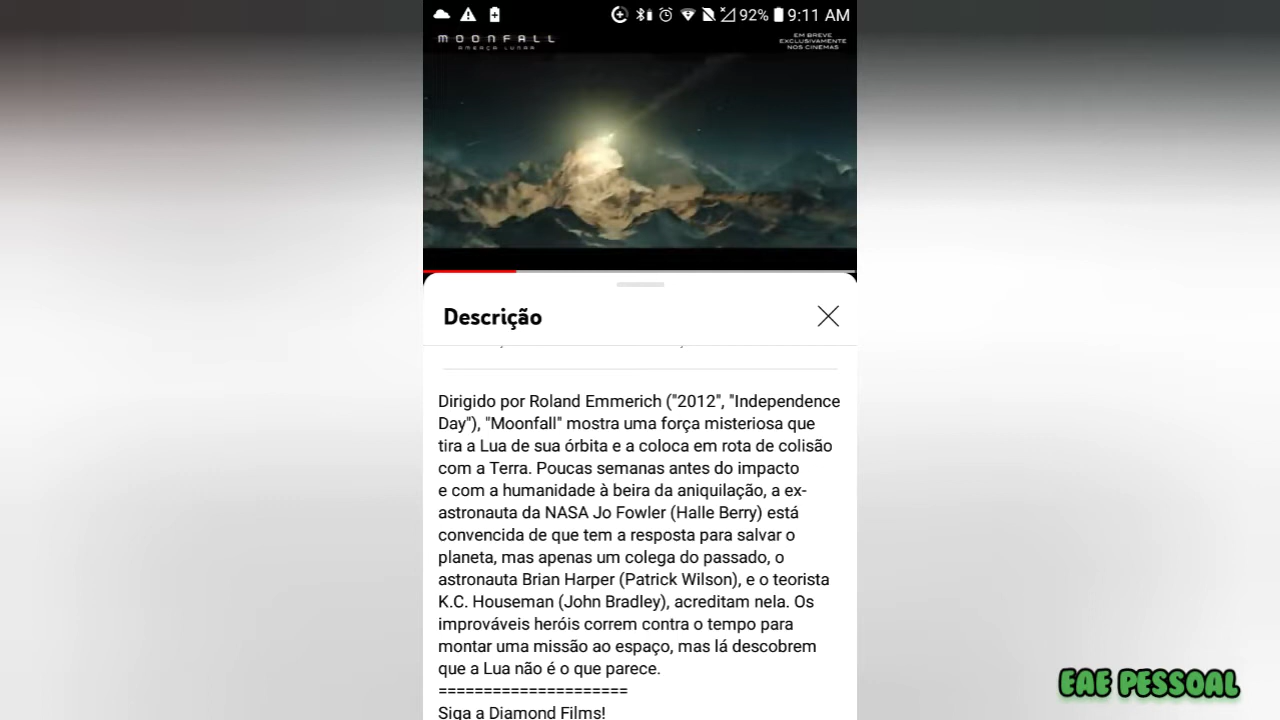 92% 9:11 AM
MOONFALL
AMEAÇA LUNAR
EM BREVE
EXCLUSIVAMENTE
NOS CINEMAS
Descrição
Dirigido por Roland Emmerich ("2012", "Independence
Day"), "Moonfall" mostra uma força misteriosa que
tira a Lua de sua órbita e a coloca em rota de colisão
com a Terra. Poucas semanas antes do impacto
e com a humanidade à beira da aniquilação, a ex-
astronauta da NASA Jo Fowler (Halle Berry) está
convencida de que tem a resposta para salvar o
planeta, mas apenas um colega do passado, o
astronauta Brian Harper (Patrick Wilson), e o teorista
K.C. Houseman (John Bradley), acreditam nela. Os
improváveis heróis correm contra o tempo para
montar uma missão ao espaço, mas lá descobrem
que a Lua não é o que parece.
=====================
Siga a Diamond Films!
EAE PESSOAL